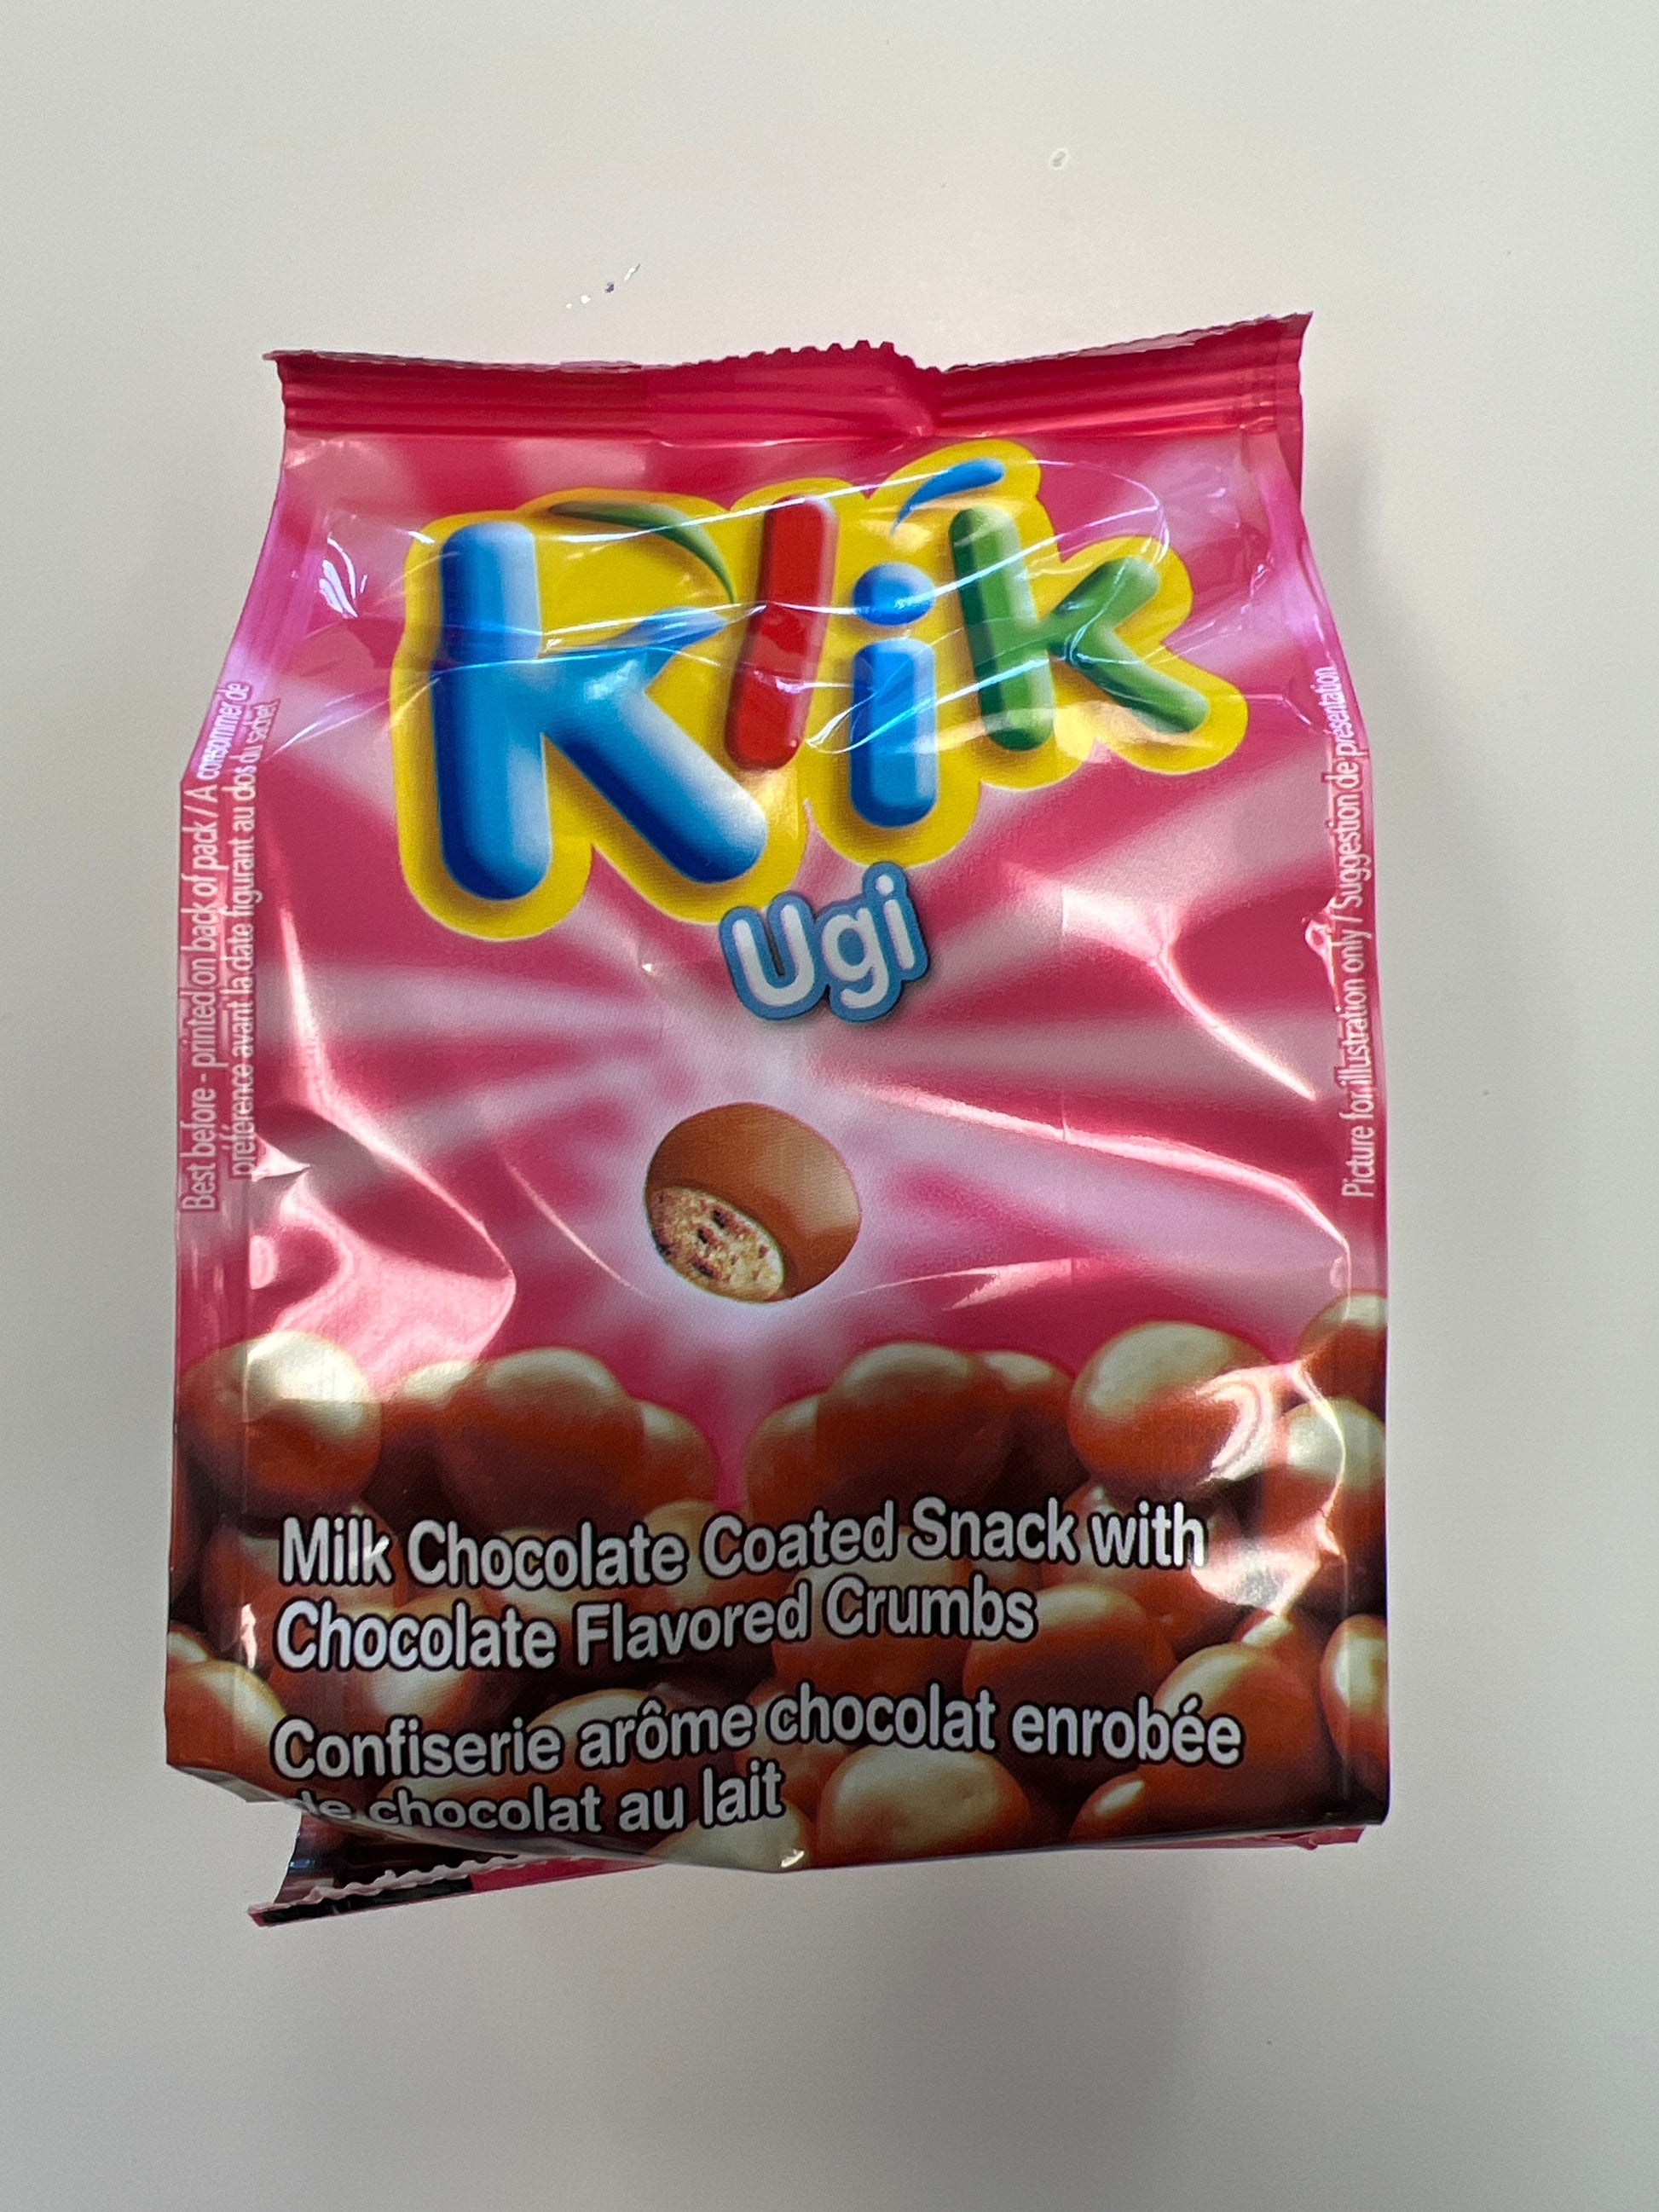 Klik
Ugi
Best before - printed on back of pack / A consommer de
préférence avant la date figurant au dos du sachet
Picture for illustration only / Suggestion de présentation
Milk Chocolate Coated Snack with
Chocolate Flavored Crumbs
Confiserie arôme chocolat enrobée
de chocolat au lait